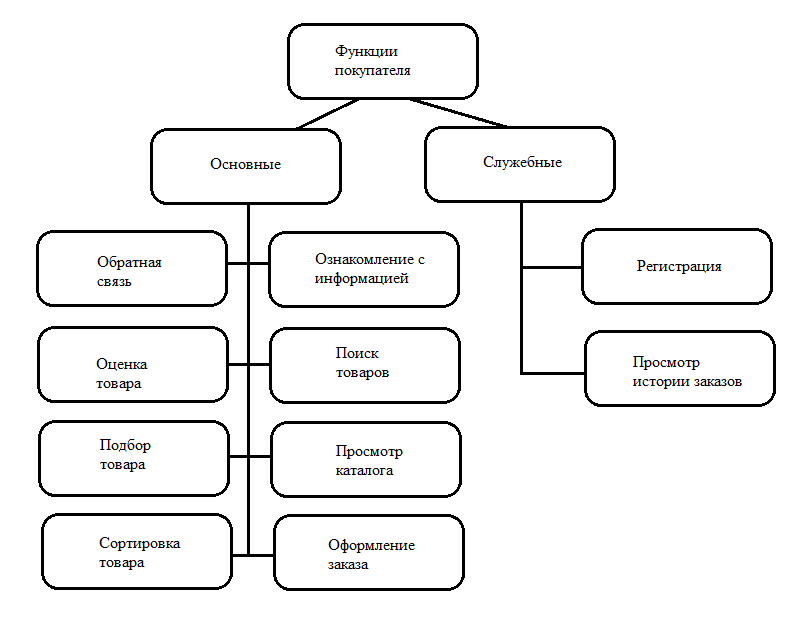 Функции
покупателя
Основные
Служебные
Обратная
связь
Ознакомление с
информацией
Регистрация
Оценка
товара
Поиск
товаров
Просмотр
истории заказов
Подбор
товара
Просмотр
каталога
Сортировка
товара
Оформление
заказа